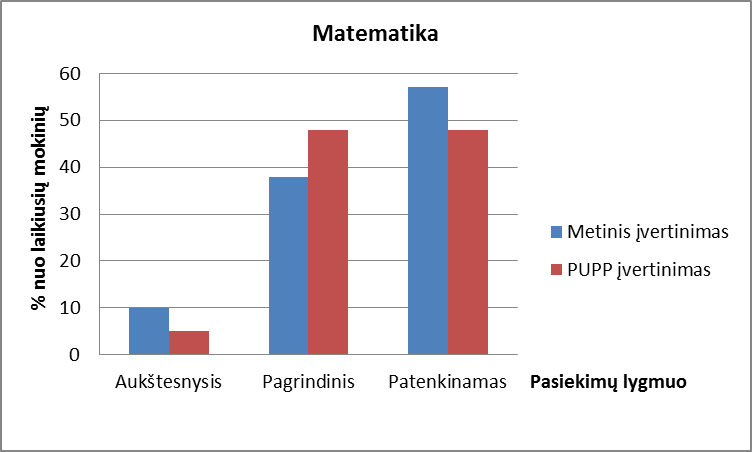 Matematika
% nuo laikiusių mokinių
60
50
40
30
20
10
0
Aukštesnysis Pagrindinis Patenkinamas Pasiekimų lygmuo
Metinis įvertinimas
PUPP įvertinimas